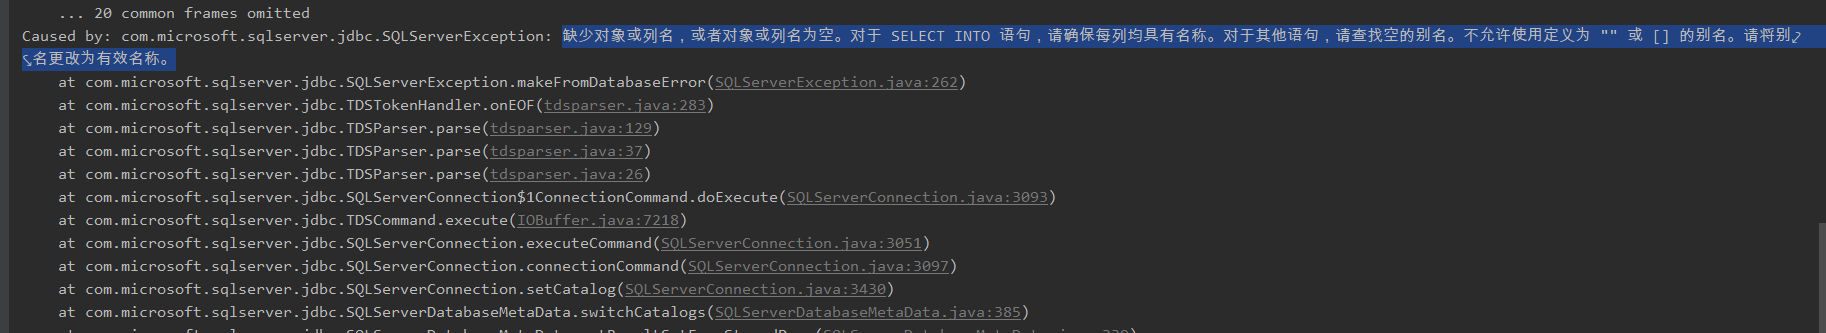 ... 20 common frames omitted
Caused by: com.microsoft.sqlserver.jdbc.SQLServerException: 缺少对象或列名，或者对象或列名为空。对于 SELECT INTO 语句，请确保每列均具有名称。对于其他语句，请查找空的别名。不允许使用定义为 "" 或 [] 的别名。请将别
名更改为有效名称。
at com.microsoft.sqlserver.jdbc.SQLServerException.makeFromDatabaseError(SQLServerException.java:262)
at com.microsoft.sqlserver.jdbc.TDSTokenHandler.onEOF(tdsparser.java:283)
at com.microsoft.sqlserver.jdbc.TDSParser.parse(tdsparser.java:129)
at com.microsoft.sqlserver.jdbc.TDSParser.parse(tdsparser.java:37)
at com.microsoft.sqlserver.jdbc.TDSParser.parse(tdsparser.java:26)
at com.microsoft.sqlserver.jdbc.SQLServerConnection$1ConnectionCommand.doExecute(SQLServerConnection.java:3093)
at com.microsoft.sqlserver.jdbc.TDSCommand.execute(IOBuffer.java:7218)
at com.microsoft.sqlserver.jdbc.SQLServerConnection.executeCommand(SQLServerConnection.java:3051)
at com.microsoft.sqlserver.jdbc.SQLServerConnection.connectionCommand(SQLServerConnection.java:3097)
at com.microsoft.sqlserver.jdbc.SQLServerConnection.setCatalog(SQLServerConnection.java:3430)
at com.microsoft.sqlserver.jdbc.SQLServerDatabaseMetaData.switchCatalogs(SQLServerDatabaseMetaData.java:385)